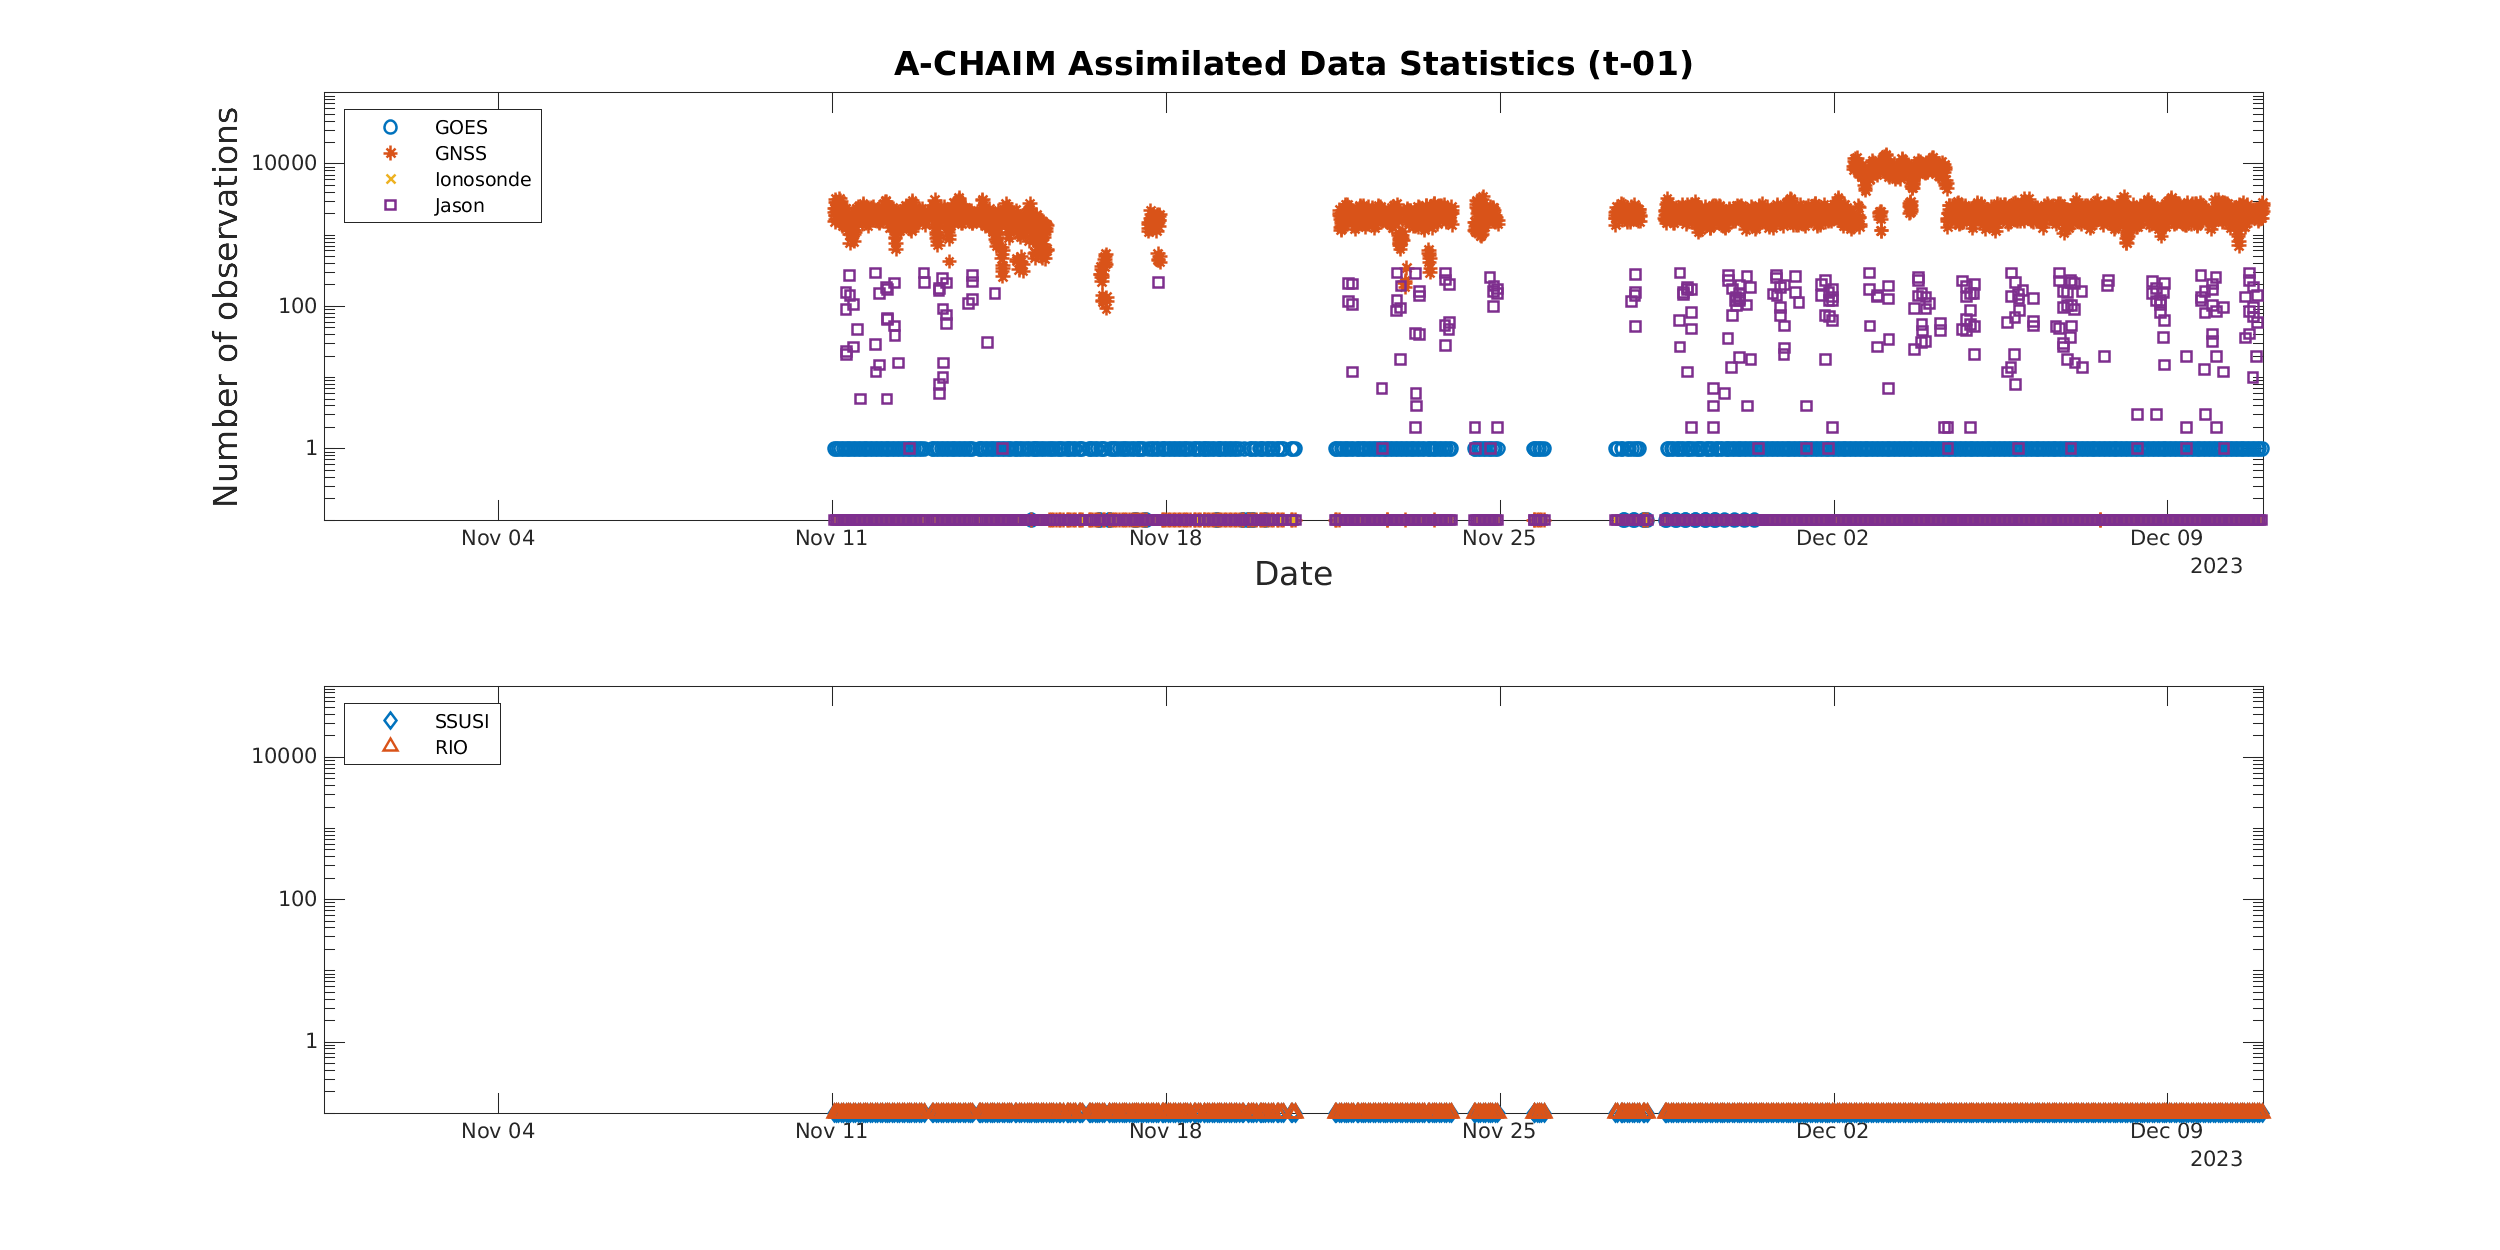 A-CHAIM Assimilated Data Statistics (t-01)
Number of observations
GOES
GNSS
Ionosonde
Jason
10000
100
1
Nov 04 Nov 11 Nov 18 Nov 25 Dec 02 Dec 09
2023
Date
SSUSI
RIO
10000
100
1
Nov 04 Nov 11 Nov 18 Nov 25 Dec 02 Dec 09
2023